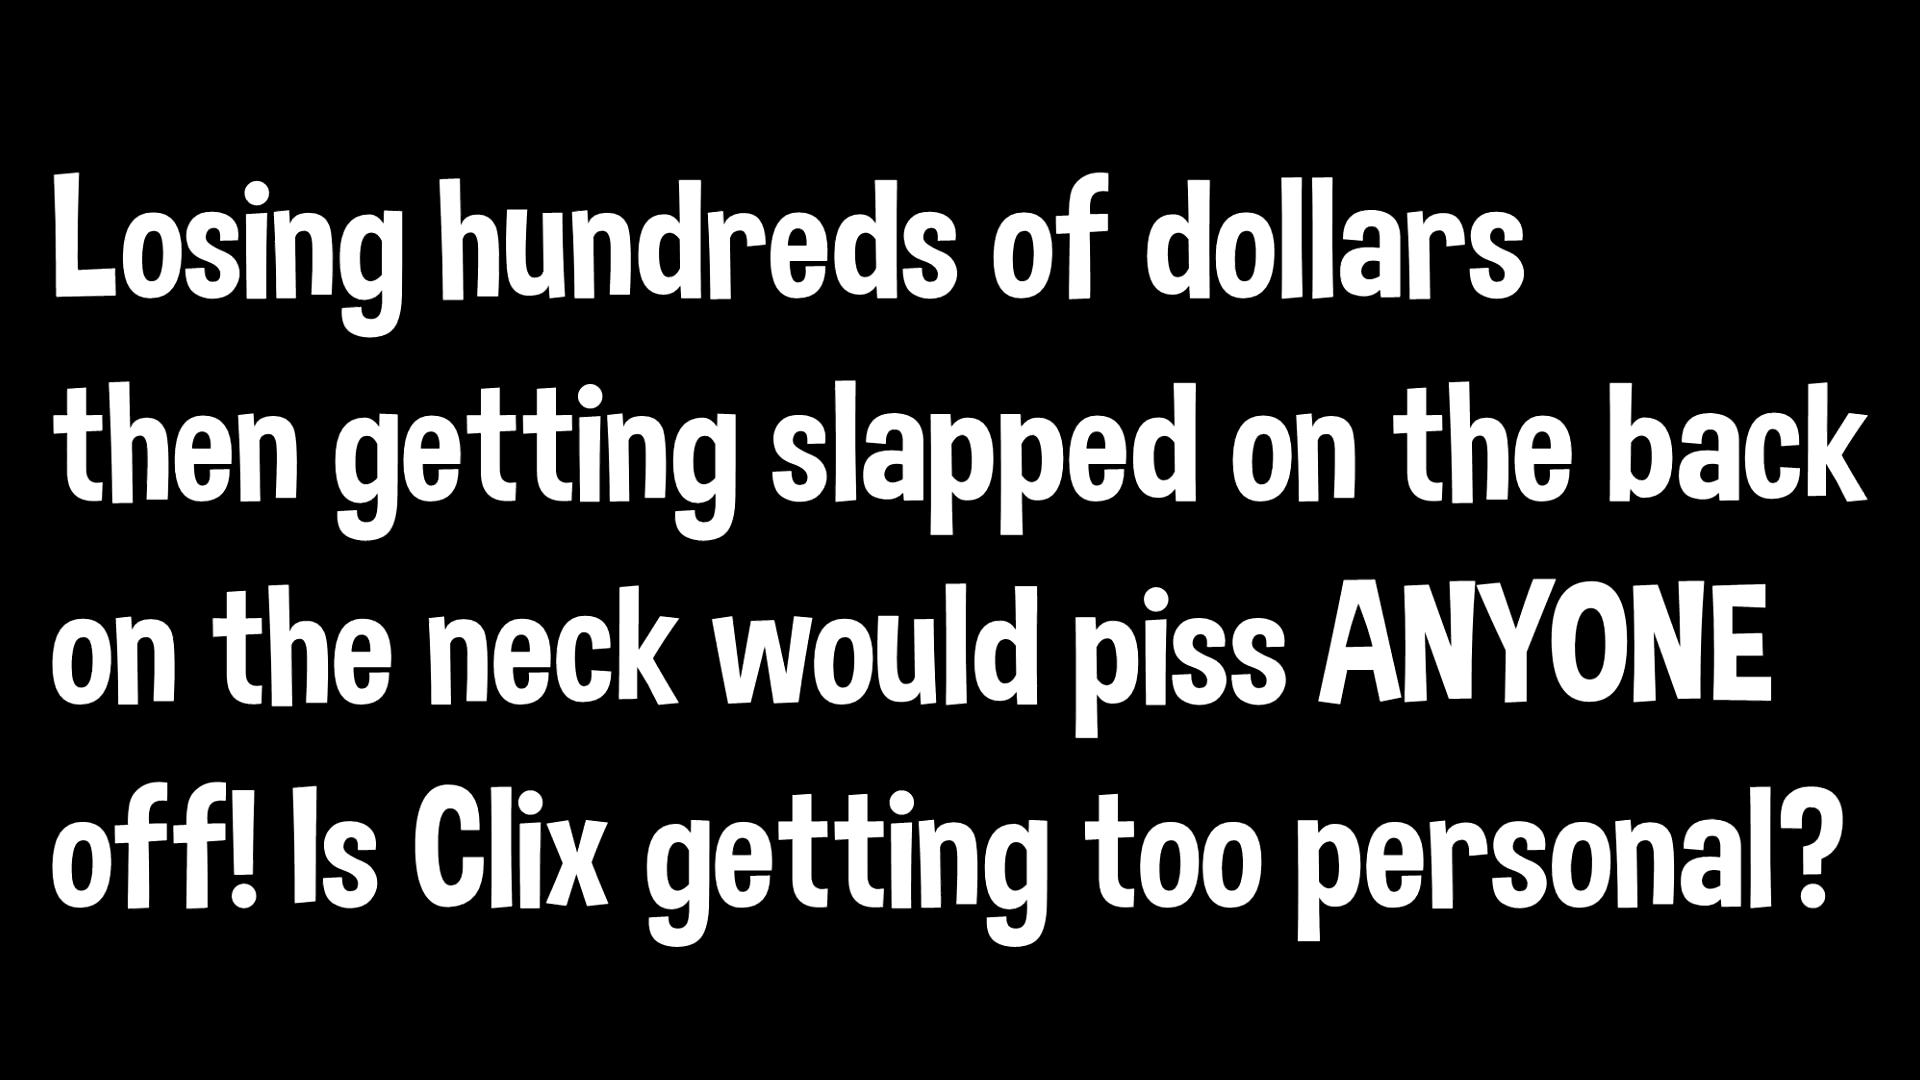 Losing hundreds of dollars
then getting slapped on the back
on the neck would piss ANYONE
off! Is Clix getting too personal?